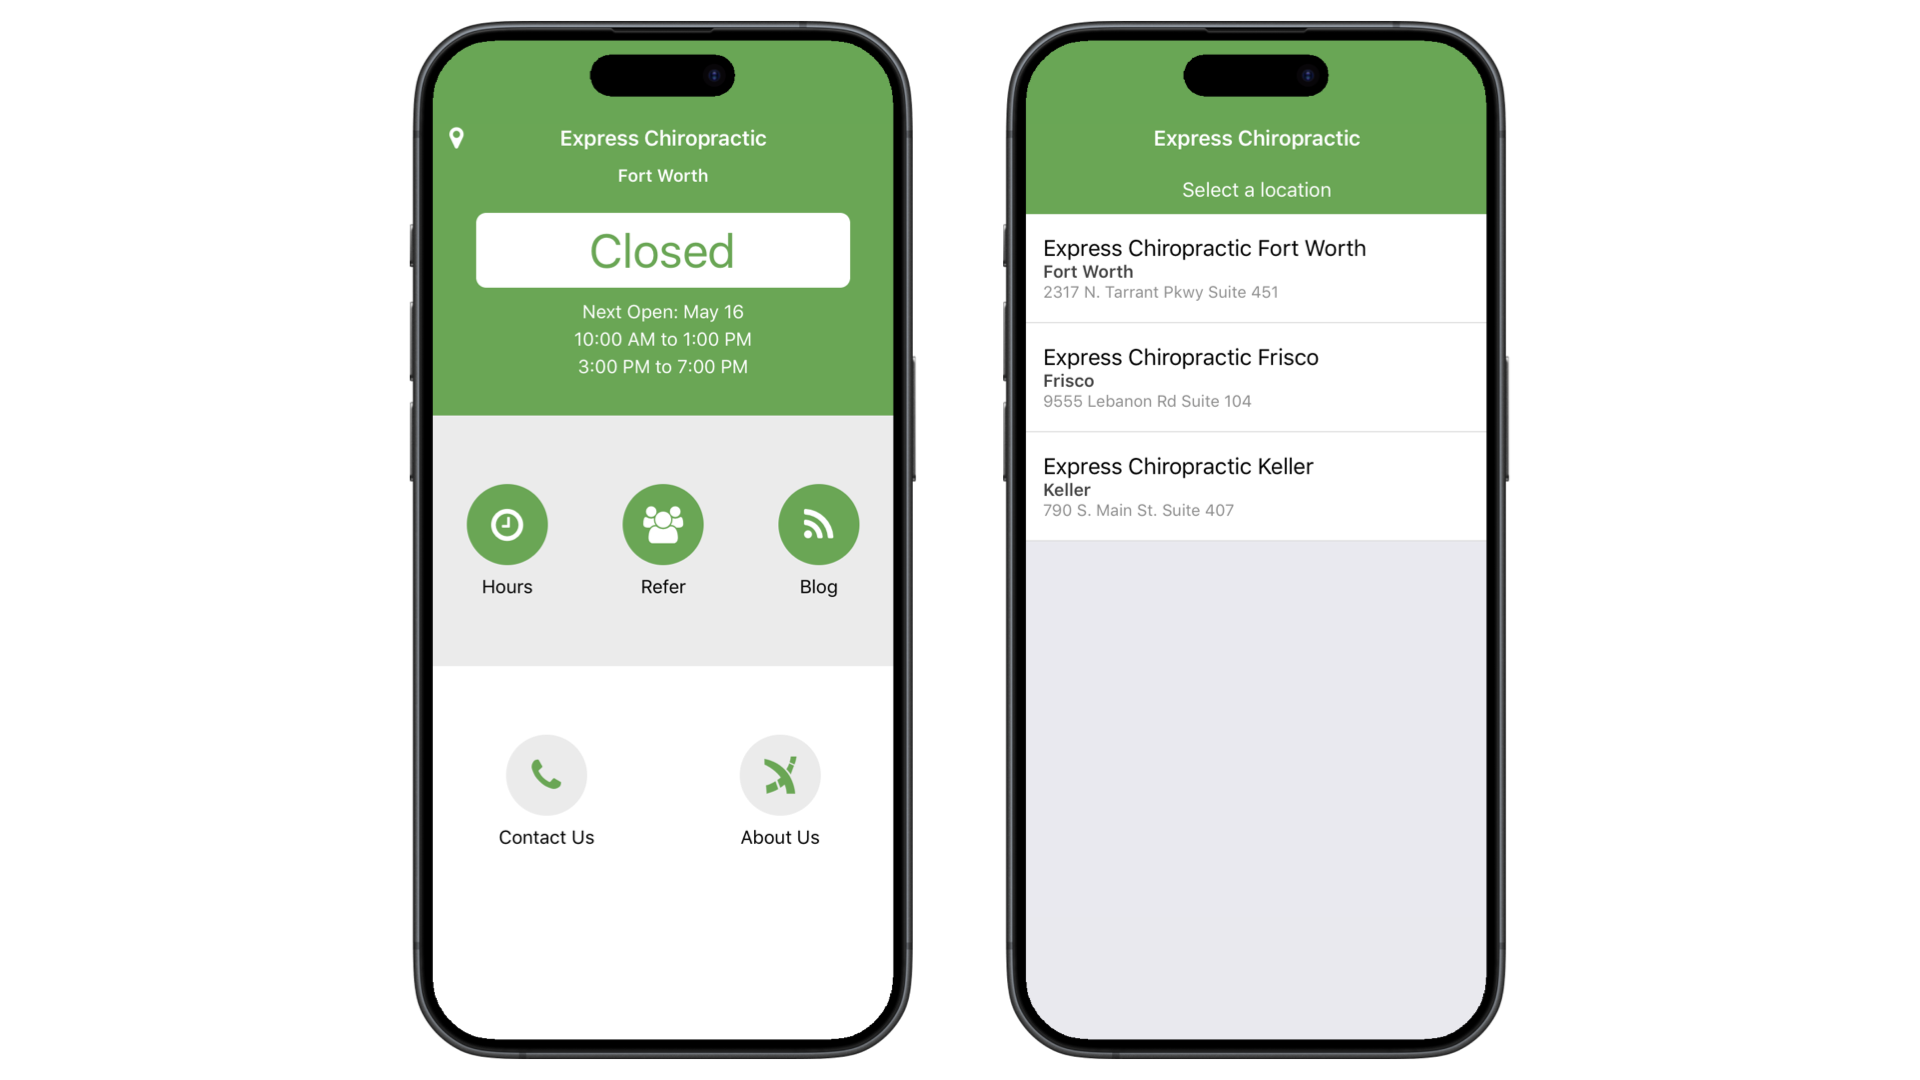 Express Chiropractic
Fort Worth
Closed
Next Open: May 16
10:00 AM to 1:00 PM
3:00 PM to 7:00 PM
Hours
Refer
Blog
Contact Us
About Us
Express Chiropractic
Select a location
Express Chiropractic Fort Worth
Fort Worth
2317 N. Tarrant Pkwy Suite 451
Express Chiropractic Frisco
Frisco
9555 Lebanon Rd Suite 104
Express Chiropractic Keller
Keller
790 S. Main St. Suite 407